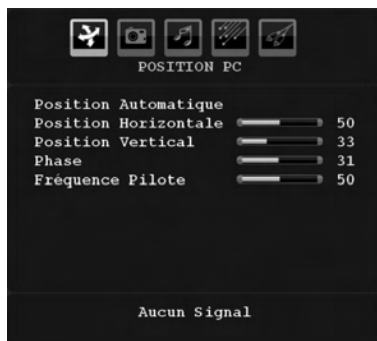 POSITION PC
Position Automatique
Position Horizontale 50
Position Vertical 33
Phase 31
Fréquence Pilote 50
Aucun Signal